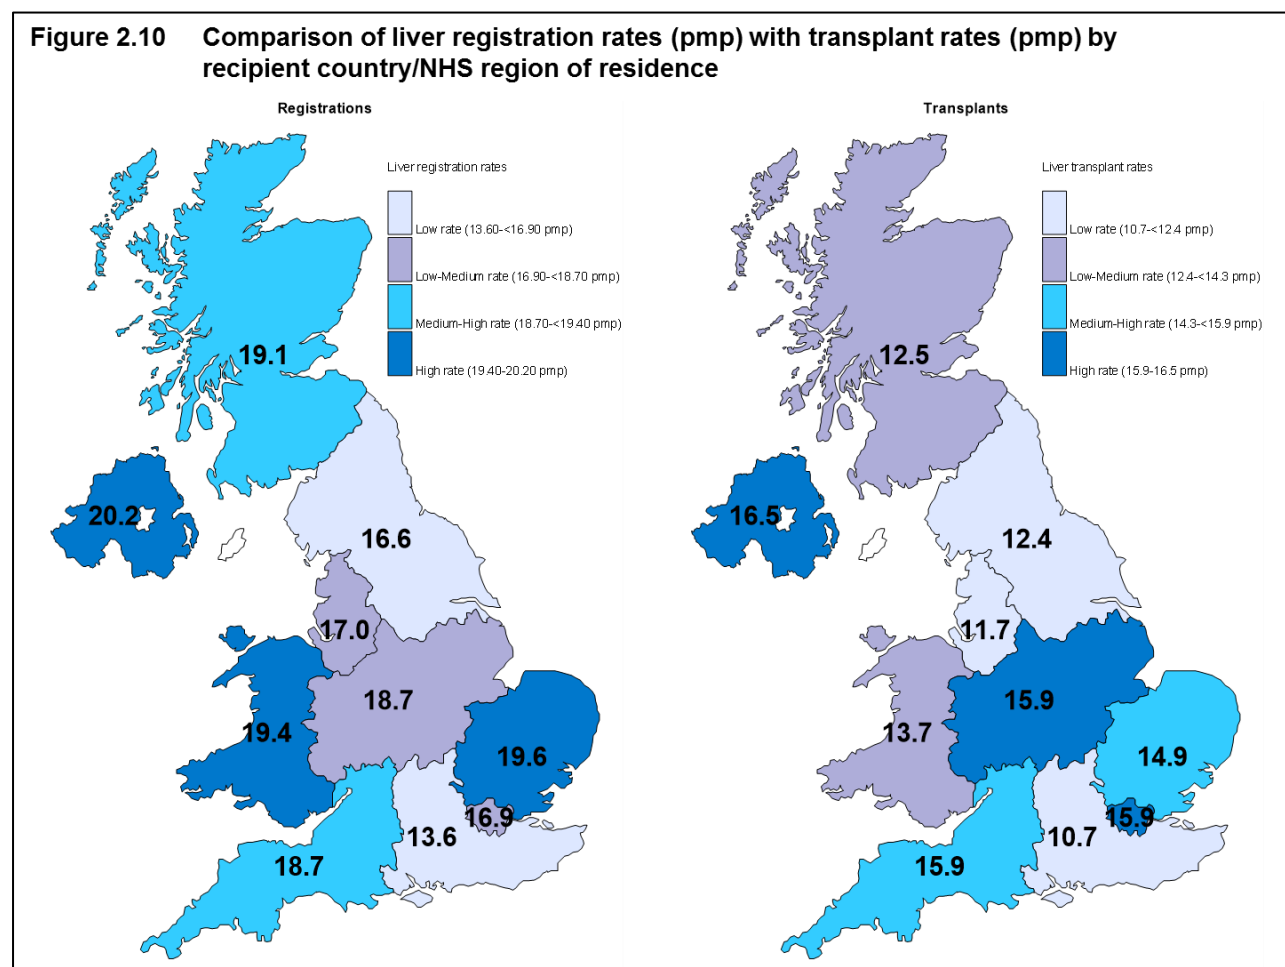 Figure 2.10 Comparison of liver registration rates (pmp) with transplant rates (pmp) by
recipient country/NHS region of residence
Registrations
Liver registration rates
Low rate (13.60-<16.90 pmp)
Low-Medium rate (16.90-<18.70 pmp)
Medium-High rate (18.70-<19.40 pmp)
High rate (19.40-20.20 pmp)
19.1
20.2
16.6
17.0
18.7
19.4
19.6
16.9
13.6
18.7
Transplants
Liver transplant rates
Low rate (10.7-<12.4 pmp)
Low-Medium rate (12.4-<14.3 pmp)
Medium-High rate (14.3-<15.9 pmp)
High rate (15.9-16.5 pmp)
12.5
16.5
12.4
11.7
15.9
13.7
14.9
15.9
10.7
15.9